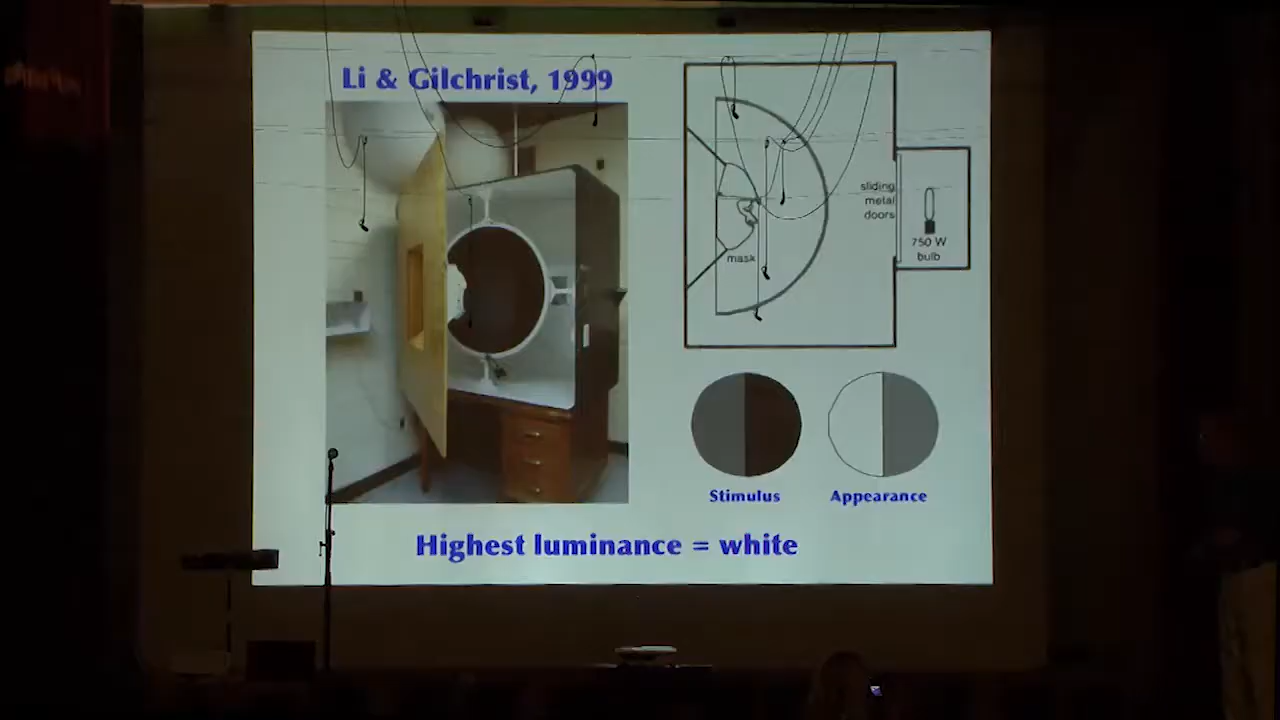 Li & Gilchrist, 1999
sliding
metal
doors
750 W
bulb
mask
Stimulus
Appearance
Highest luminance = white